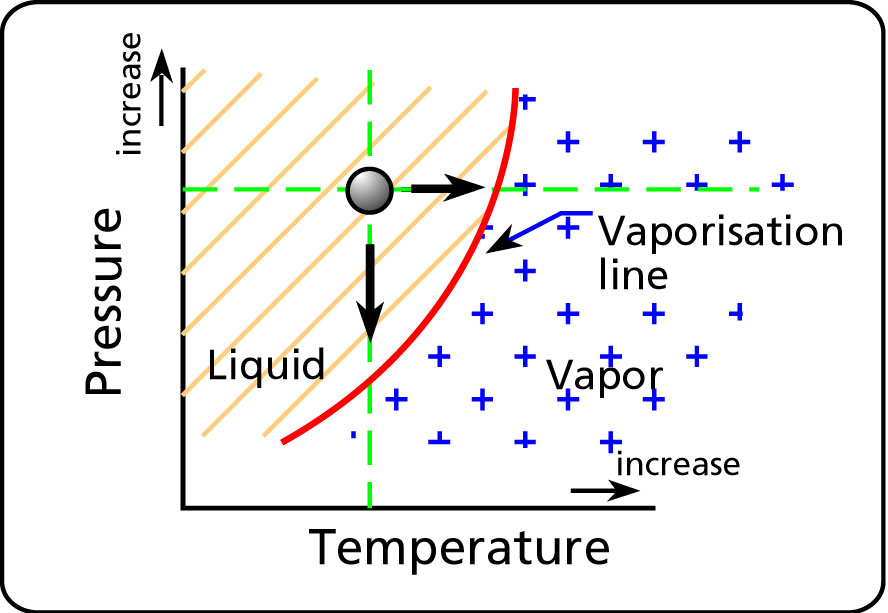 increase
Pressure
Vaporisation
line
Liquid
Vapor
increase
Temperature